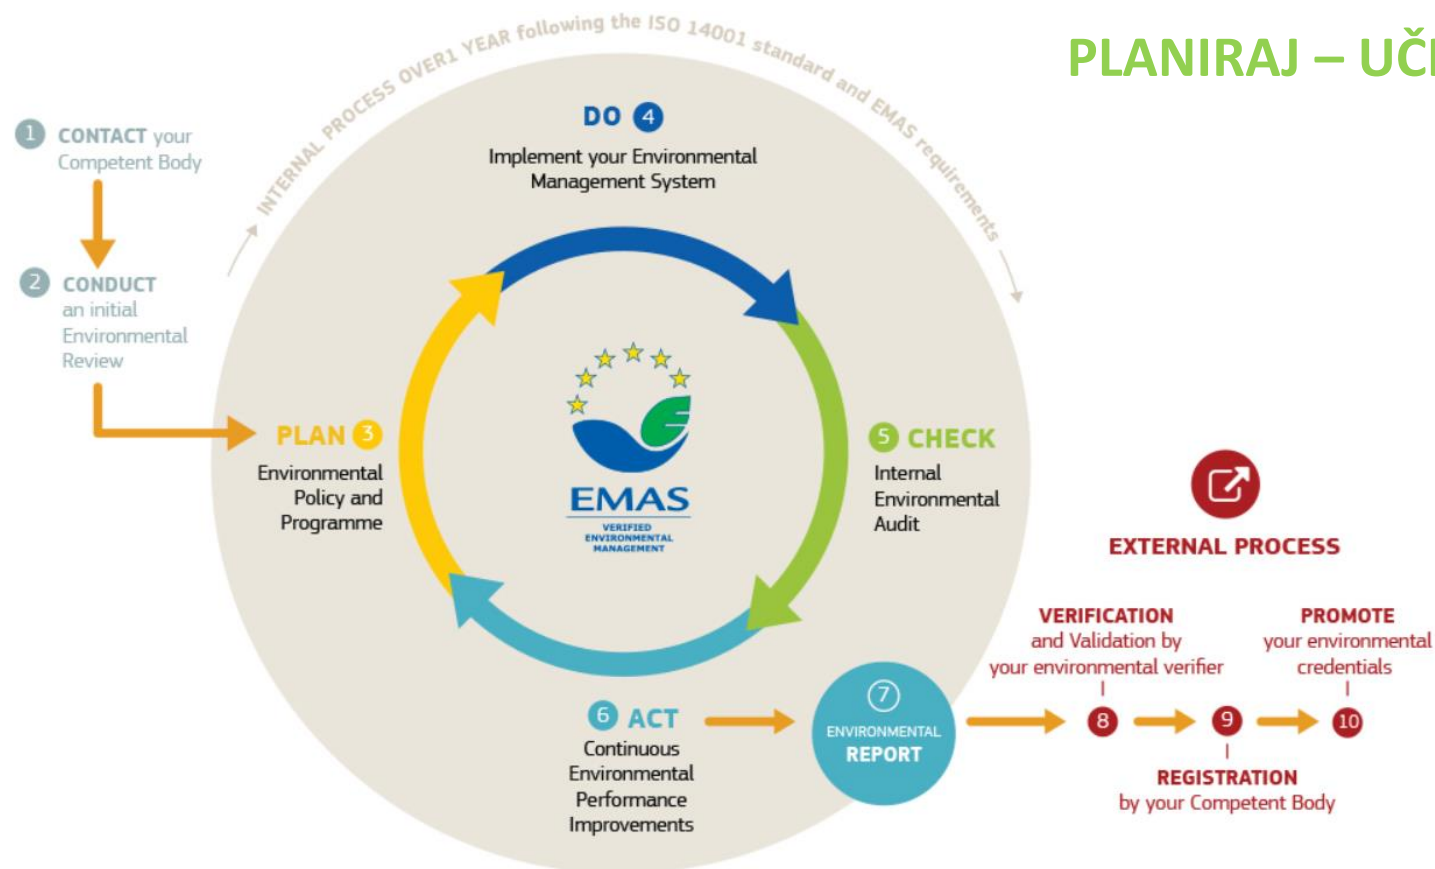 PLANIRAJ – UČI
INTERNAL PROCESS OVER1 YEAR following the ISO 14001 standard and EMAS requirements
1 CONTACT your
Competent Body
2 CONDUCT
an initial
Environmental
Review
PLAN 3
Environmental
Policy and
Programme
DO 4
Implement your Environmental
Management System
EMAS
VERIFIED
ENVIRONMENTAL
MANAGEMENT
5 CHECK
Internal
Environmental
Audit
6 ACT
Continuous
Environmental
Performance
Improvements
7
ENVIRONMENTAL
REPORT
EXTERNAL PROCESS
VERIFICATION
and Validation by
your environmental verifier
8
9
REGISTRATION
by your Competent Body
PROMOTE
your environmental
credentials
10